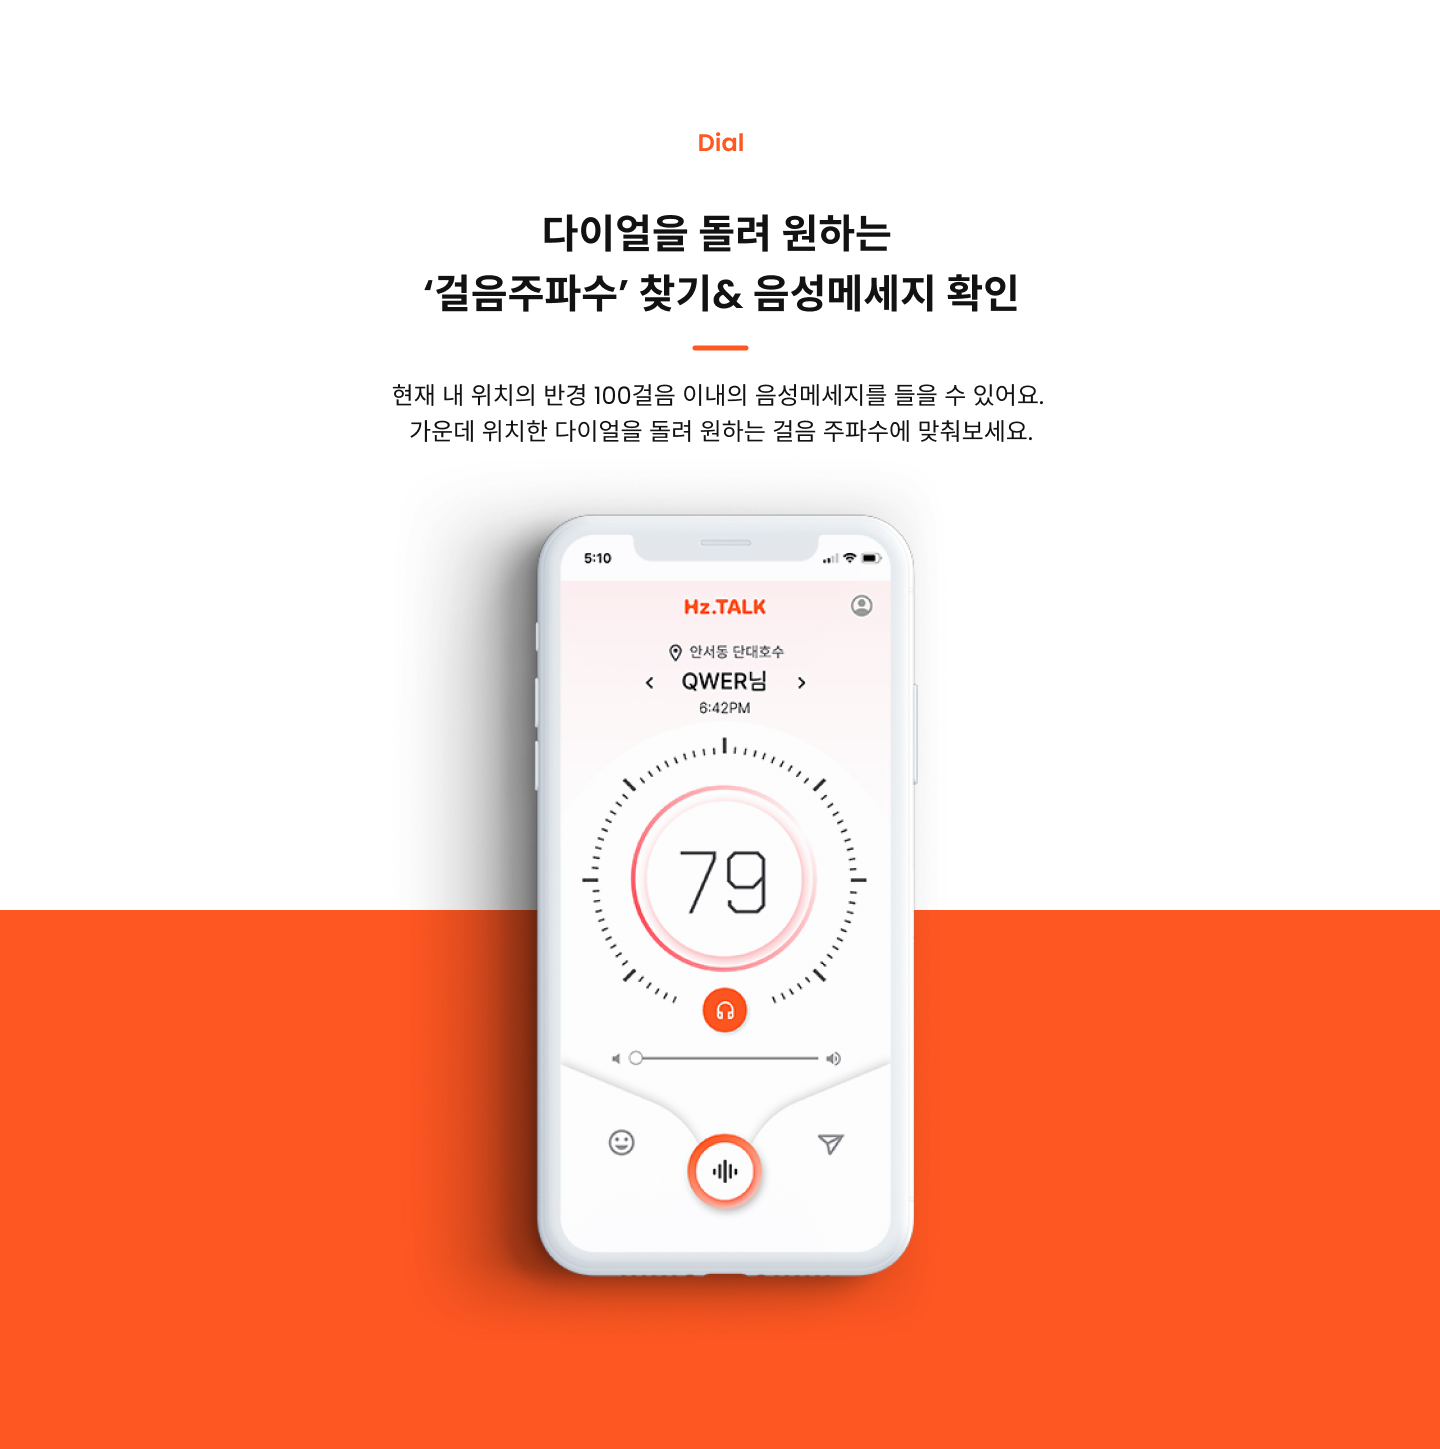 Dial
다이얼을 돌려 원하는
‘걸음주파수’ 찾기& 음성메세지 확인
현재 내 위치의 반경 100걸음 이내의 음성메세지를 들을 수 있어요.
가운데 위치한 다이얼을 돌려 원하는 걸음 주파수에 맞춰보세요.
5:10
Hz.TALK
안서동 단대호수
QWER님
6:42PM
79